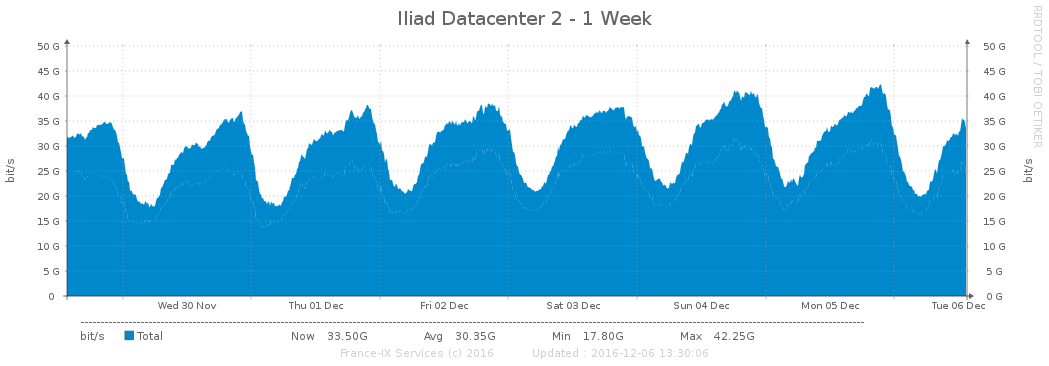 Iliad Datacenter 2 - 1 Week
RRDTOOL / TOBI OETIKER
50 G 50 G
45 G 45 G
40 G 40 G
35 G 35 G
30 G 30 G
25 G 25 G
20 G 20 G
15 G 15 G
10 G 10 G
5 G 5 G
0 0 G
bit/s bit/s
Wed 30 Nov Thu 01 Dec Fri 02 Dec Sat 03 Dec Sun 04 Dec Mon 05 Dec Tue 06 Dec
bit/s Total Now 33.50G Avg 30.35G Min 17.80G Max 42.25G
France-IX Services (c) 2016 Updated : 2016-12-06 13:30:06